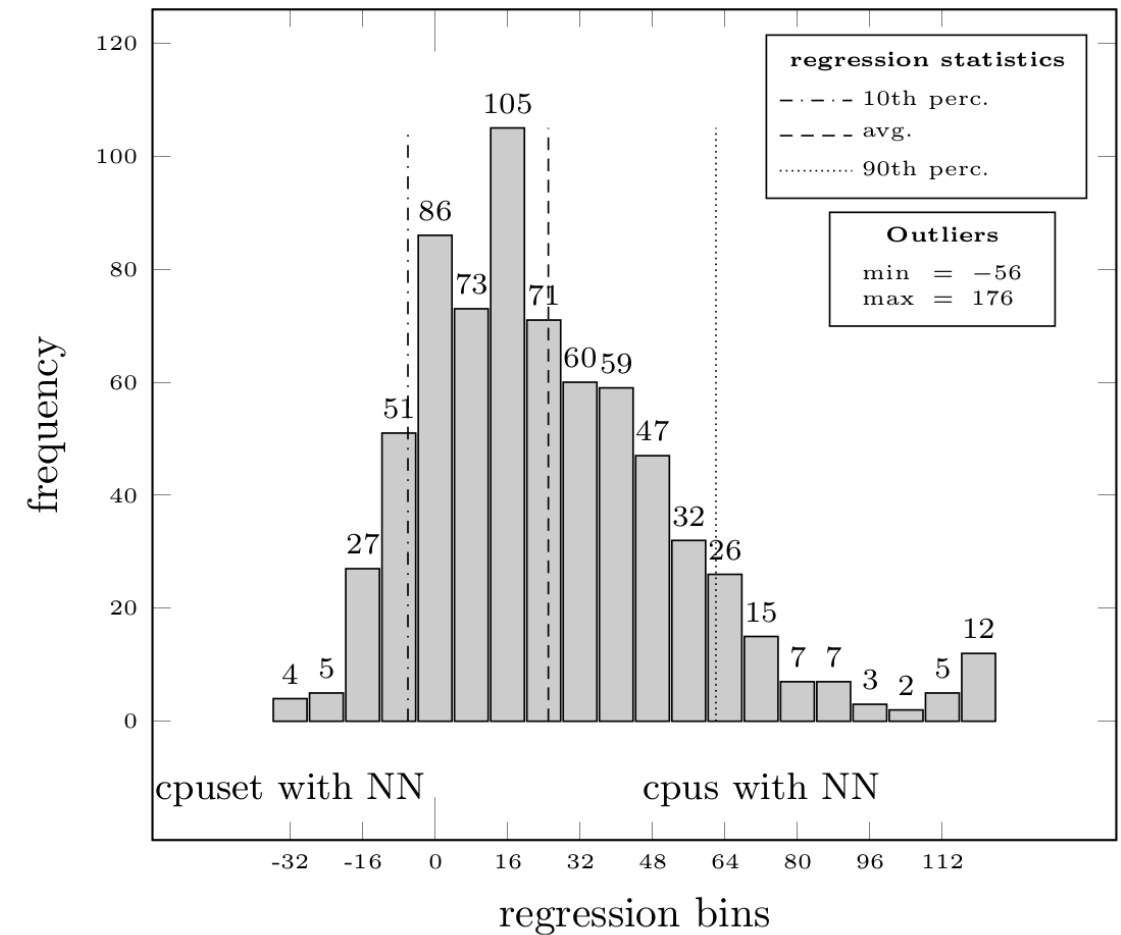 120
100
80
60
40
20
0
frequency
regression statistics
10th perc.
avg.
90th perc.
Outliers
min = −56
max = 176
4
5
27
51
86
73
105
71
60
59
47
32
26
15
7
7
3
2
5
12
cpuset with NN
cpus with NN
-32 -16 0 16 32 48 64 80 96 112
regression bins